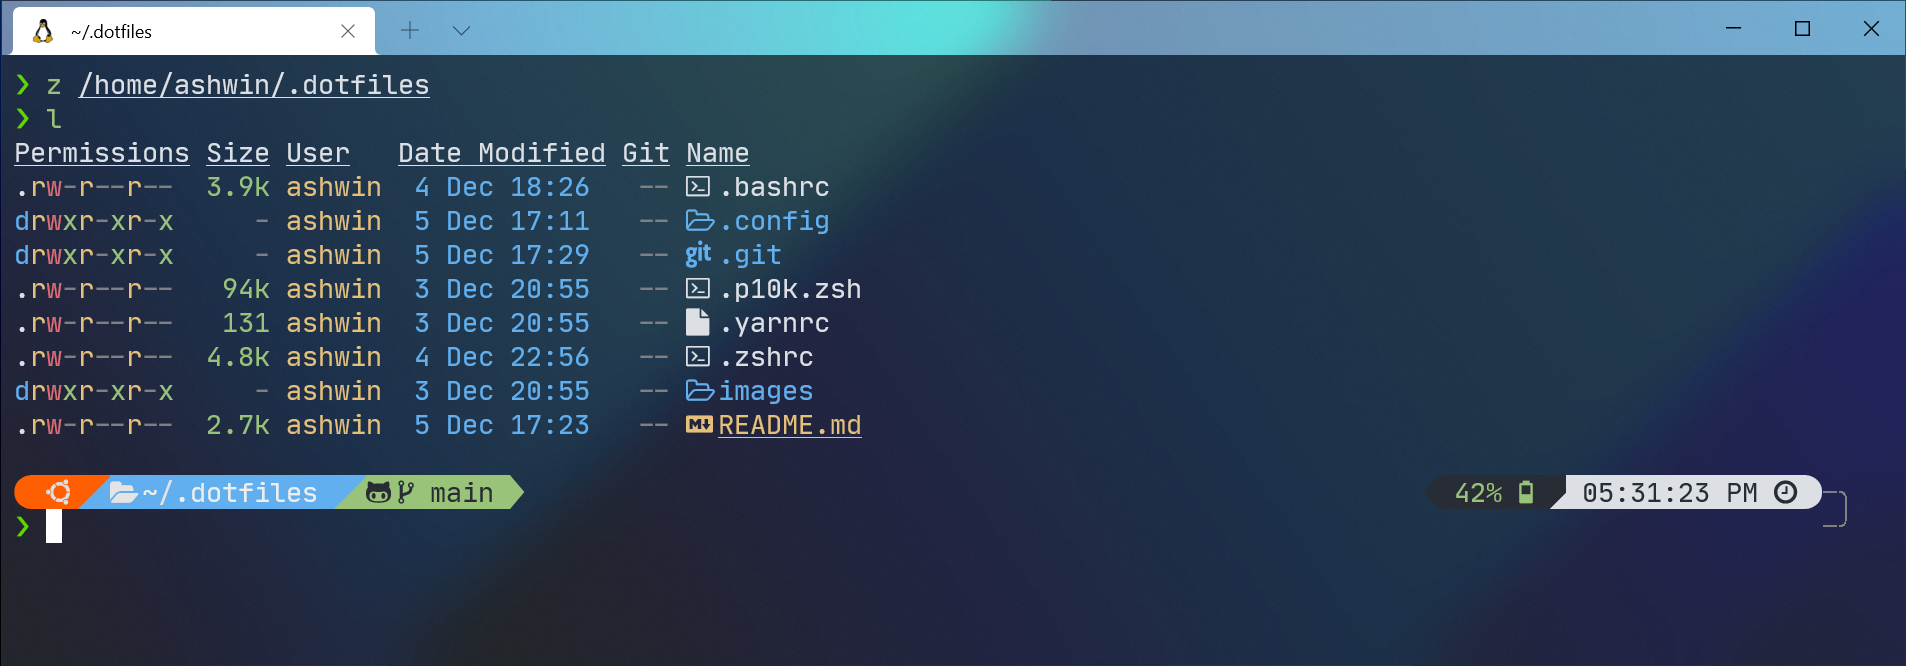 ~/.dotfiles
❯ z /home/ashwin/.dotfiles
❯ l
Permissions Size User   Date Modified Git Name
.rw-r--r--  3.9k ashwin  4 Dec 18:26   -- .bashrc
drwxr-xr-x     - ashwin  5 Dec 17:11   -- .config
drwxr-xr-x     - ashwin  5 Dec 17:29   -- git .git
.rw-r--r--   94k ashwin  3 Dec 20:55   -- .p10k.zsh
.rw-r--r--   131 ashwin  3 Dec 20:55   -- .yarnrc
.rw-r--r--  4.8k ashwin  4 Dec 22:56   -- .zshrc
drwxr-xr-x     - ashwin  3 Dec 20:55   -- images
.rw-r--r--  2.7k ashwin  5 Dec 17:23   -- README.md
~/.dotfiles main 42% 05:31:23 PM
❯